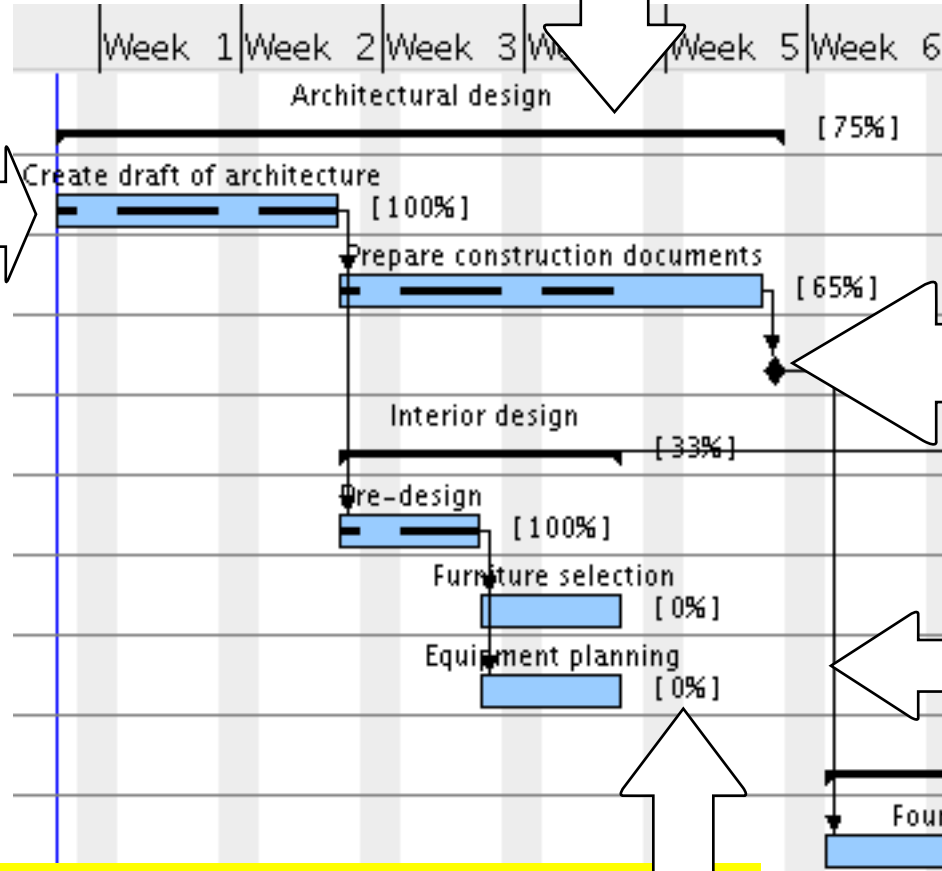 Week 1 Week 2 Week 3 Week 5 Week 6
Architectural design
[75%]
Create draft of architecture
[100%]
Prepare construction documents
[65%]
Interior design
[33%]
Pre-design
[100%]
Furniture selection
[0%]
Equipment planning
[0%]